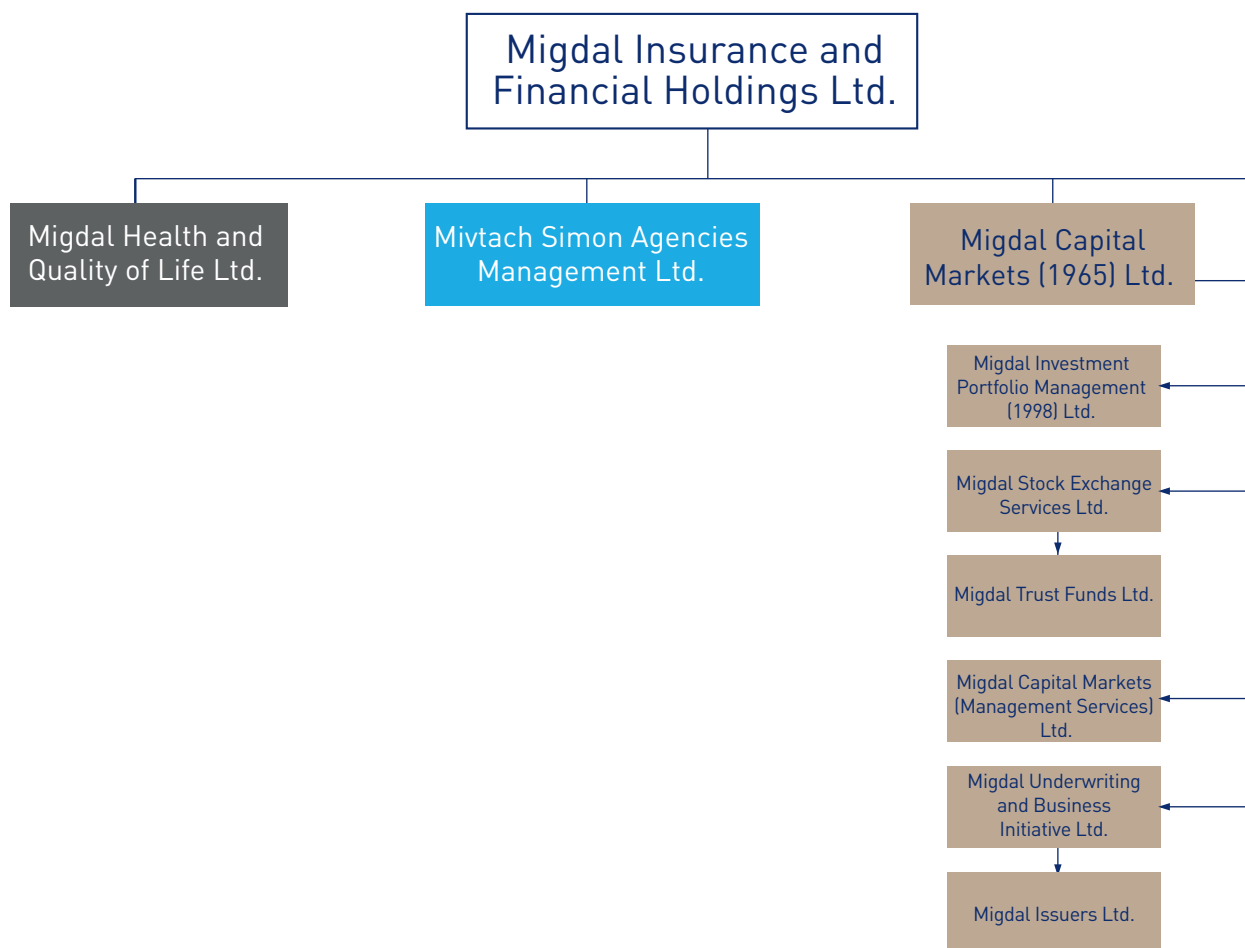 Migdal Insurance and
Financial Holdings Ltd.
Migdal Health and
Quality of Life Ltd.
Mivtach Simon Agencies
Management Ltd.
Migdal Capital
Markets (1965) Ltd.
Migdal Investment
Portfolio Management
(1998) Ltd.
Migdal Stock Exchange
Services Ltd.
Migdal Trust Funds Ltd.
Migdal Capital Markets
(Management Services)
Ltd.
Migdal Underwriting
and Business
Initiative Ltd.
Migdal Issuers Ltd.